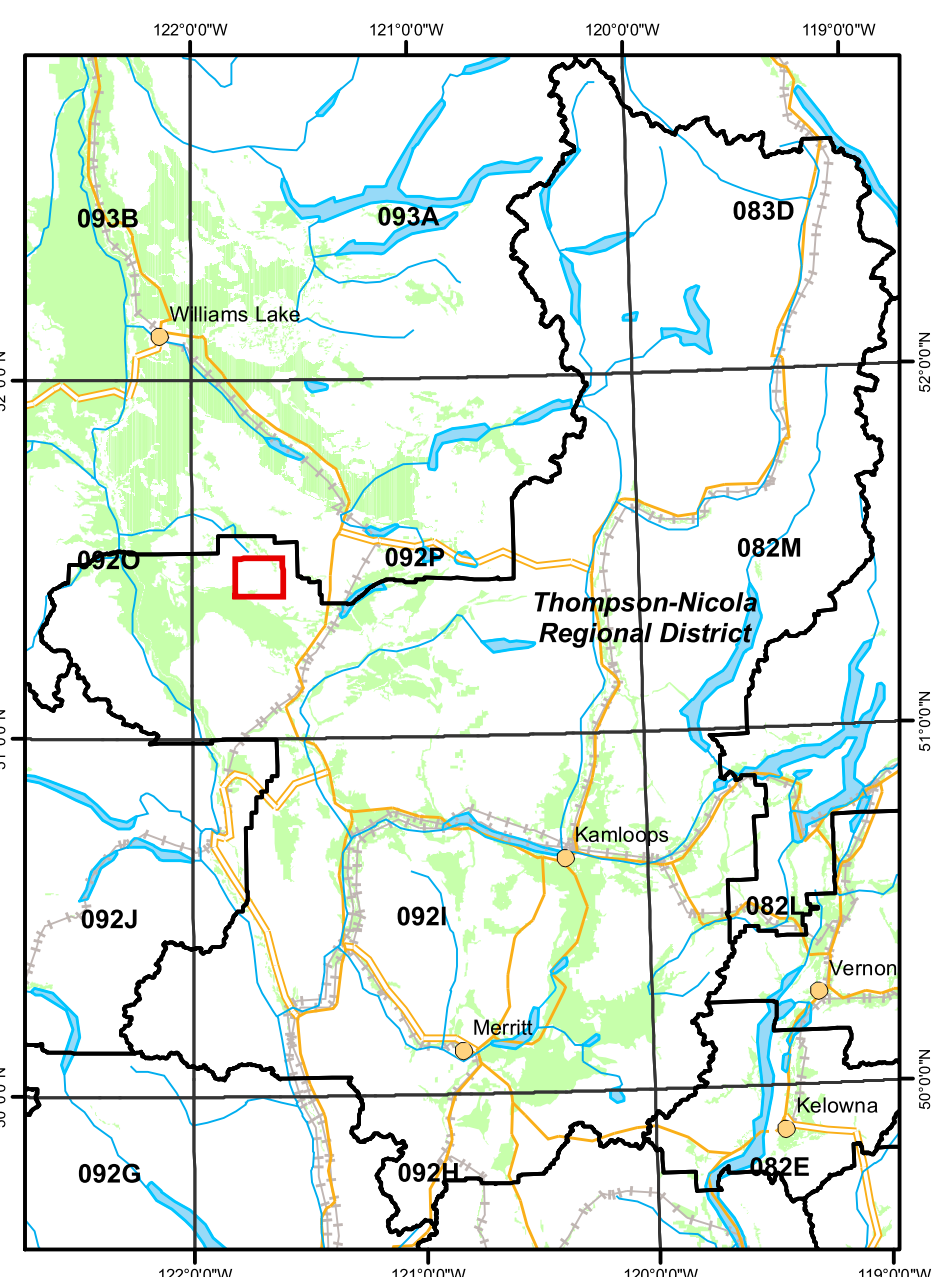 122°0'0"W 121°0'0"W 120°0'0"W 119°0'0"W
093B 093A 083D
Williams Lake
52°0'0"N
092O 092P 082M
Thompson-Nicola
Regional District
51°0'0"N
Kamloops
092J 092I 082L
Vernon
Merritt
50°0'0"N
Kelowna
092G 092H 082E
122°0'0"W 121°0'0"W 120°0'0"W 119°0'0"W